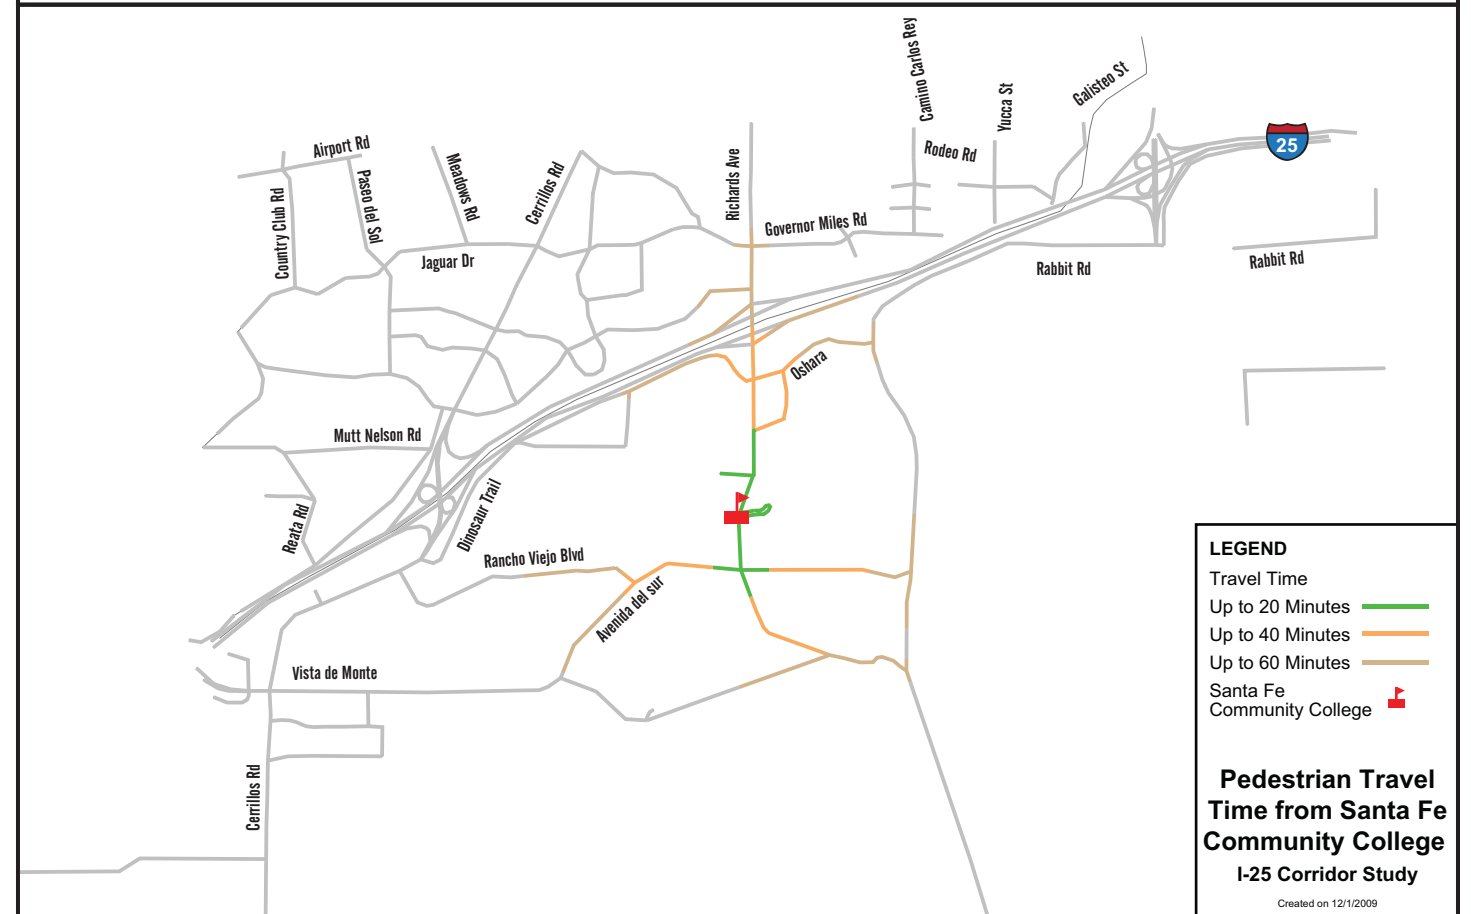 Camino Carlos Rey
Galisteo St
Yucca St
Airport Rd
Meadows Rd
Cerrillos Rd
Richards Ave
Rodeo Rd
25
Country Club Rd
Paseo del Sol
Governor Miles Rd
Jaguar Dr
Rabbit Rd
Rabbit Rd
Oshara
Mutt Nelson Rd
Reata Rd
Dinosaur Trail
Rancho Viejo Blvd
Avenida del sur
Vista de Monte
Cerrillos Rd
LEGEND
Travel Time
Up to 20 Minutes
Up to 40 Minutes
Up to 60 Minutes
Santa Fe
Community College
Pedestrian Travel
Time from Santa Fe
Community College
I-25 Corridor Study
Created on 12/1/2009